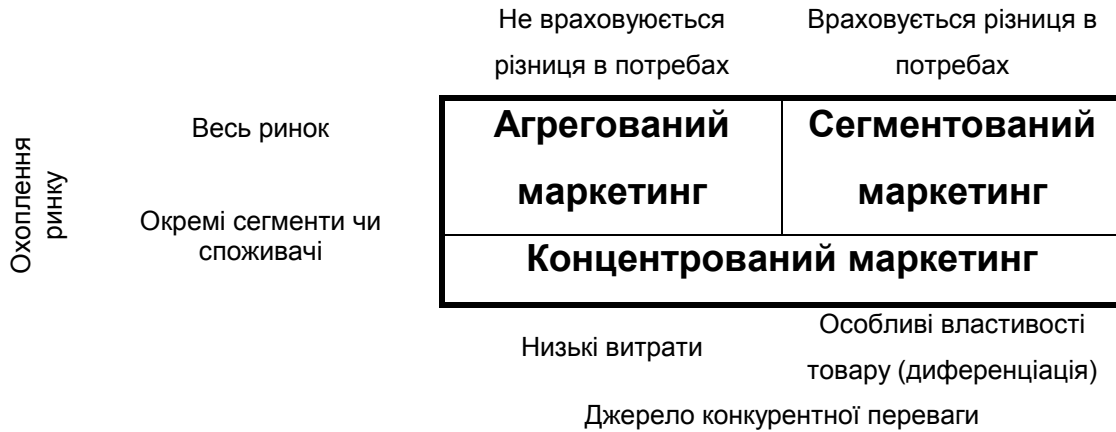 Не враховуюється
різниця в потребах
Враховується різниця в
потребах
Охоплення
ринку
Весь ринок
Агрегований
маркетинг
Сегментований
маркетинг
Окремі сегменти чи
споживачі
Концентрований маркетинг
Низькі витрати
Особливі властивості
товару (диференціація)
Джерело конкурентної переваги